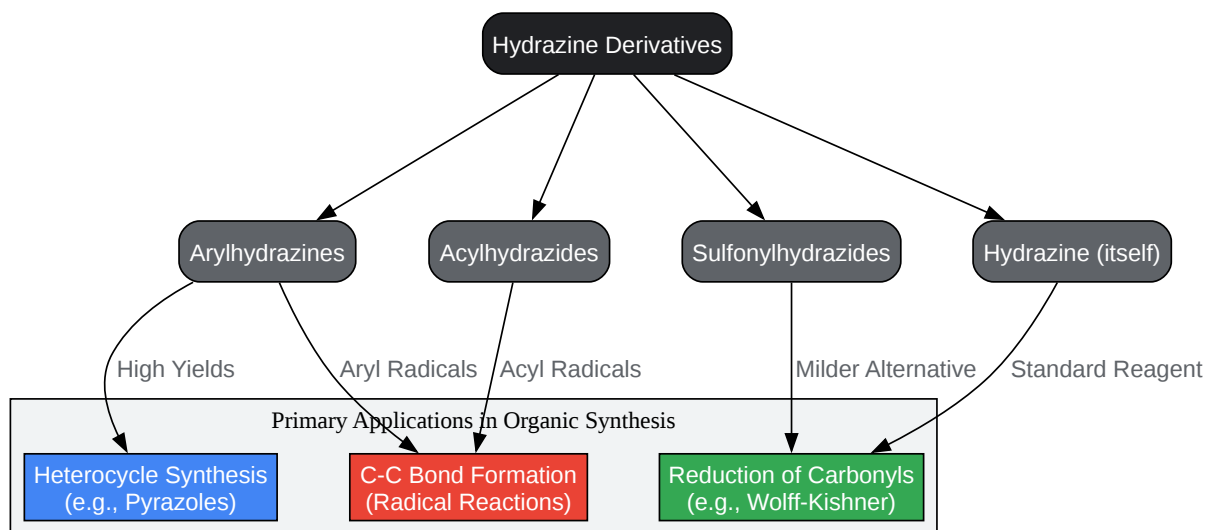 Hydrazine Derivatives
Arylhydrazines
Acylhydrazides
Sulfonylhydrazides
Hydrazine (itself)
High Yields
Aryl Radicals
Acyl Radicals
Milder Alternative
Standard Reagent
Primary Applications in Organic Synthesis
Heterocycle Synthesis
(e.g., Pyrazoles)
C-C Bond Formation
(Radical Reactions)
Reduction of Carbonyls
(e.g., Wolff-Kishner)